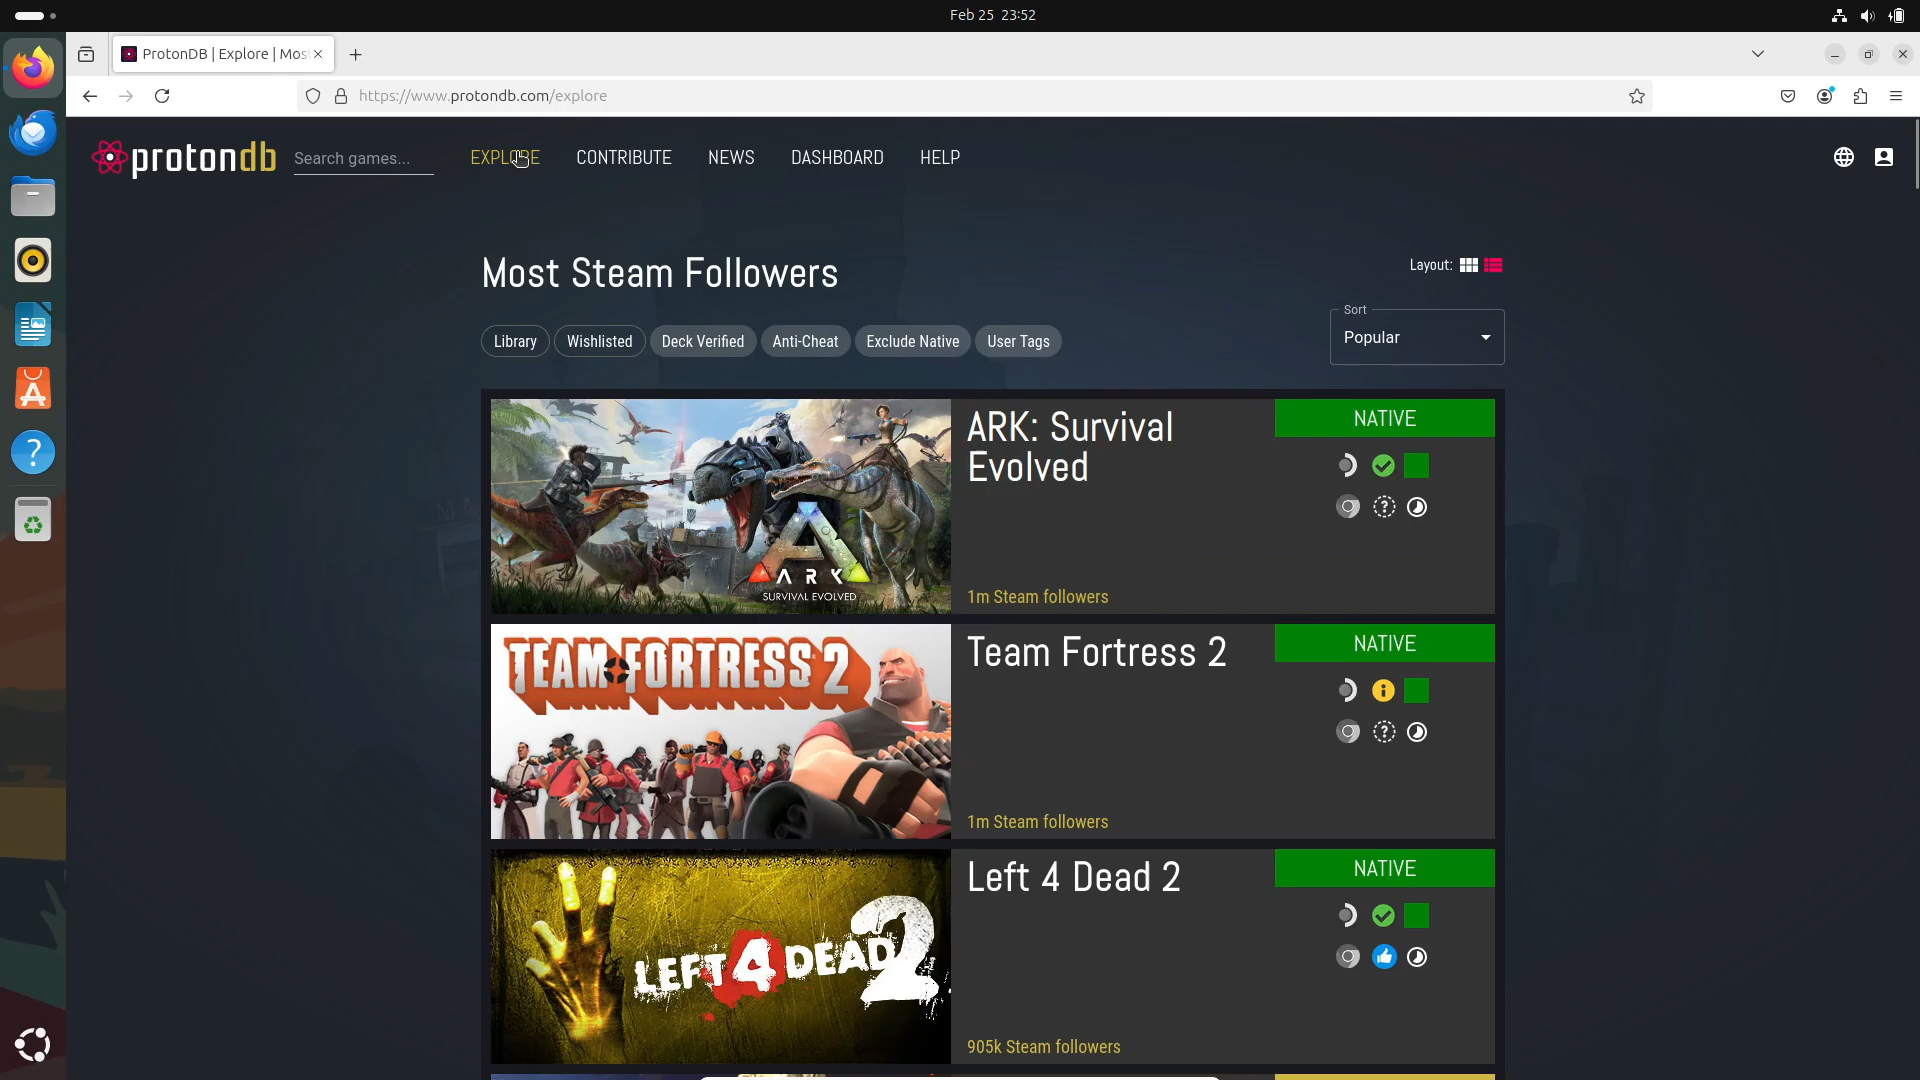 Feb 25 23:52
ProtonDB | Explore | Mos
https://www.protondb.com/explore
protondb
Search games...
EXPLORE
CONTRIBUTE
NEWS
DASHBOARD
HELP
Most Steam Followers
Layout:
Library
Wishlisted
Deck Verified
Anti-Cheat
Exclude Native
User Tags
Sort
Popular
ARK
SURVIVAL EVOLVED
ARK: Survival
Evolved
1m Steam followers
NATIVE
TEAM FORTRESS 2
Team Fortress 2
1m Steam followers
NATIVE
LEFT 4 DEAD 2
Left 4 Dead 2
905k Steam followers
NATIVE